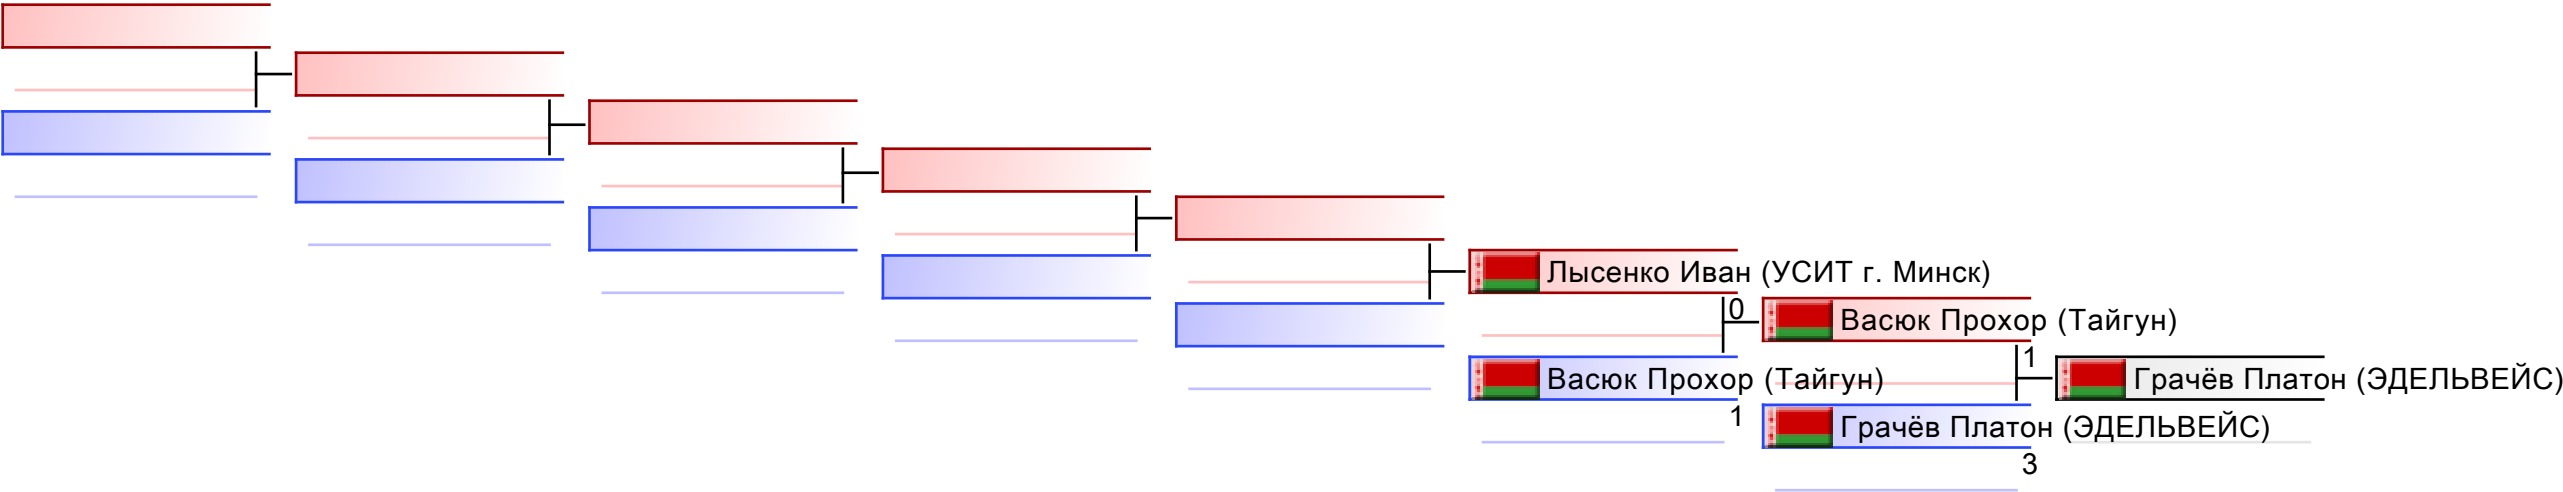 Лысенко Иван (УСИТ г. Минск)
0
Васюк Прохор (Тайгун)
1
Васюк Прохор (Тайгун)
1
Грачёв Платон (ЭДЕЛЬВЕЙС)
3
Грачёв Платон (ЭДЕЛЬВЕЙС)